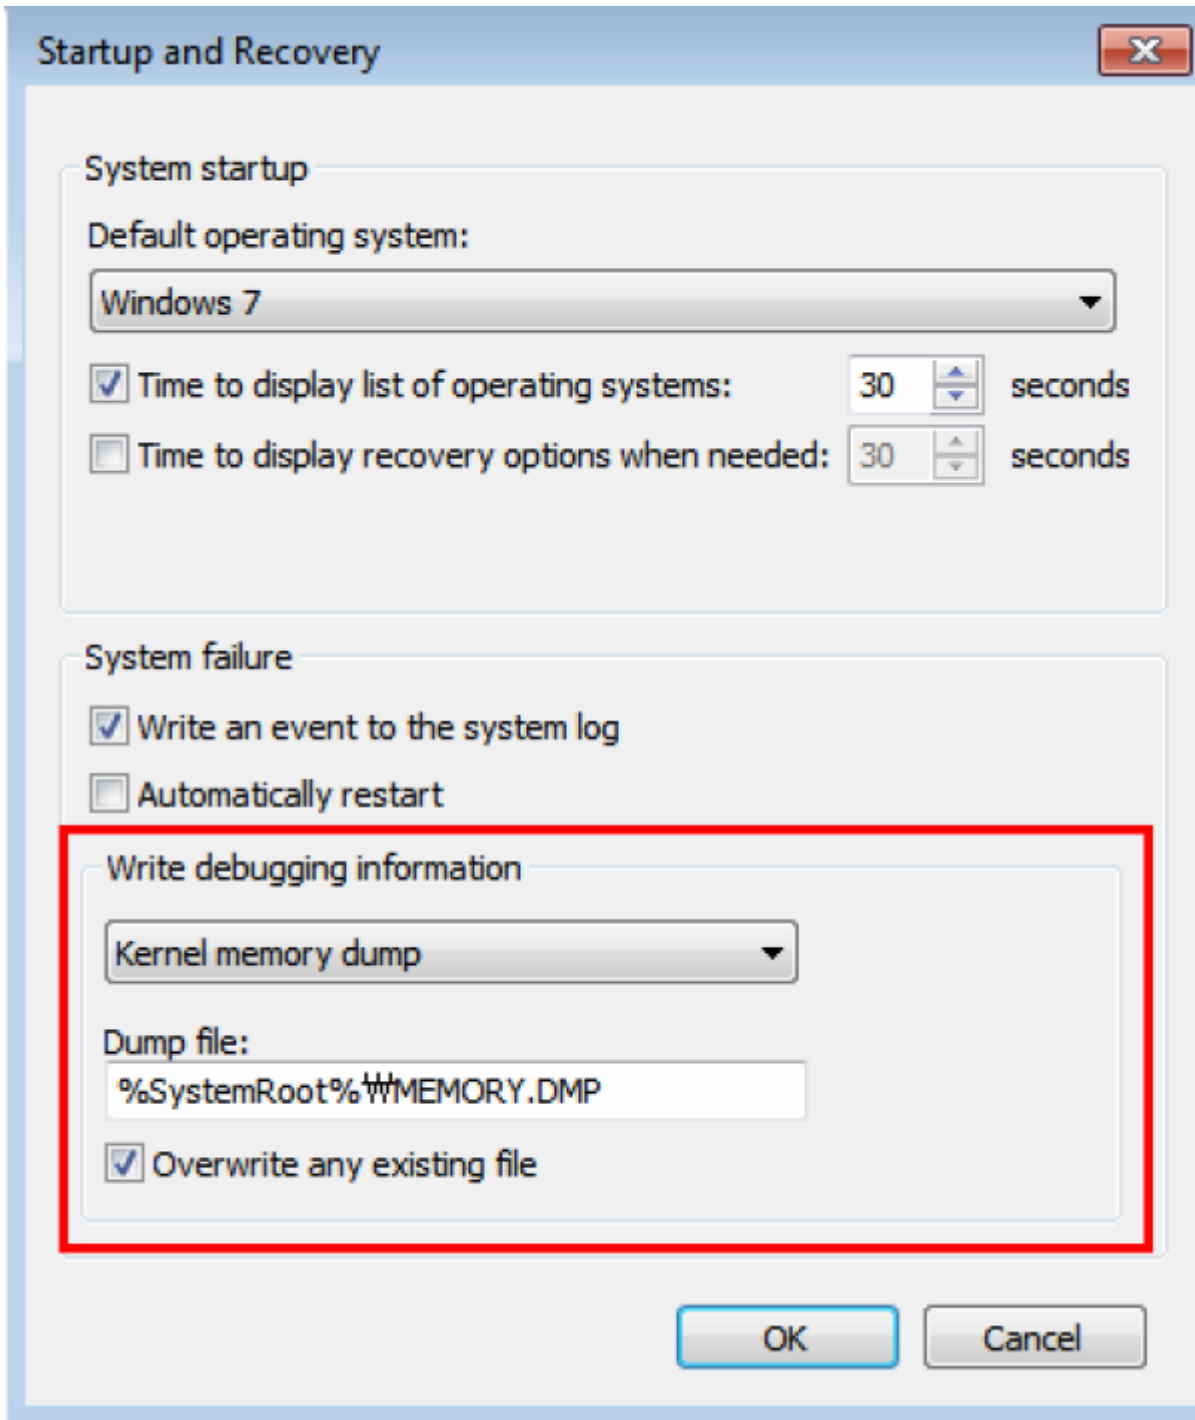 Startup and Recovery
System startup
Default operating system:
Windows 7
Time to display list of operating systems: 30 seconds
Time to display recovery options when needed: 30 seconds
System failure
Write an event to the system log
Automatically restart
Write debugging information
Kernel memory dump
Dump file:
%SystemRoot%₩MEMORY.DMP
Overwrite any existing file
OK Cancel